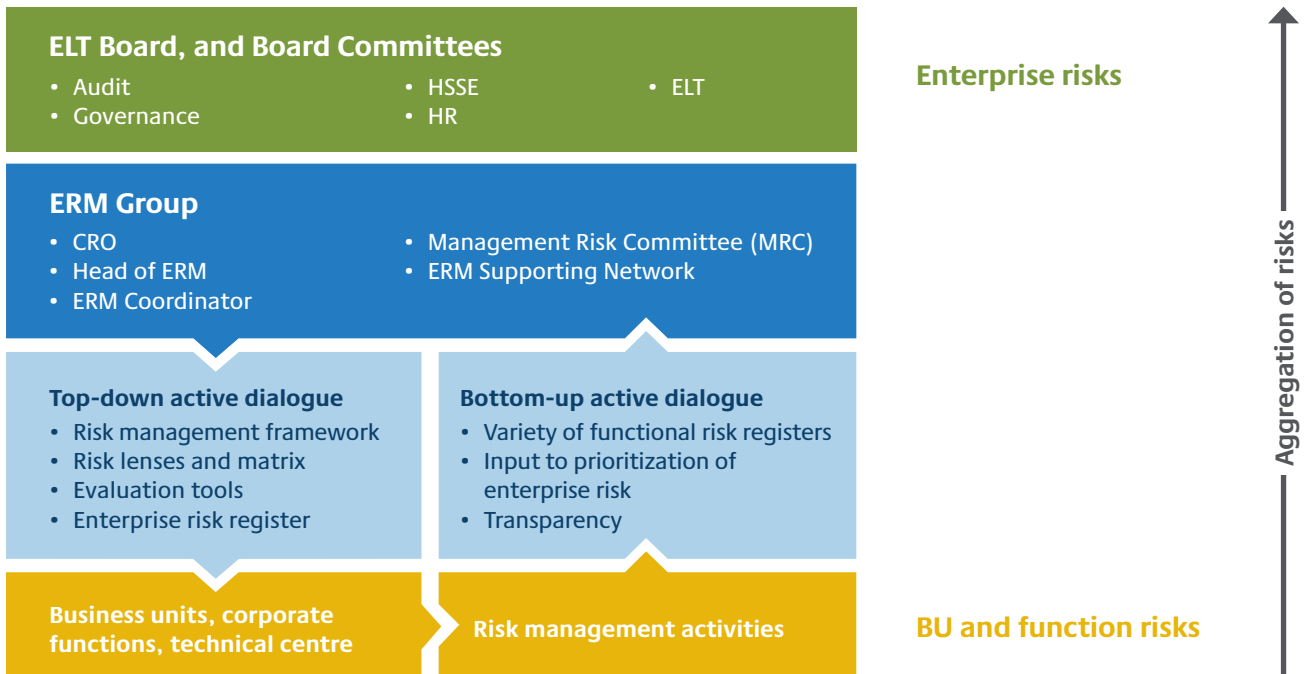 ELT Board, and Board Committees
• Audit
• Governance
• HSSE
• HR
• ELT
Enterprise risks
ERM Group
• CRO
• Head of ERM
• ERM Coordinator
• Management Risk Committee (MRC)
• ERM Supporting Network
Top-down active dialogue
• Risk management framework
• Risk lenses and matrix
• Evaluation tools
• Enterprise risk register
Bottom-up active dialogue
• Variety of functional risk registers
• Input to prioritization of
enterprise risk
• Transparency
Business units, corporate
functions, technical centre
Risk management activities
BU and function risks
Aggregation of risks